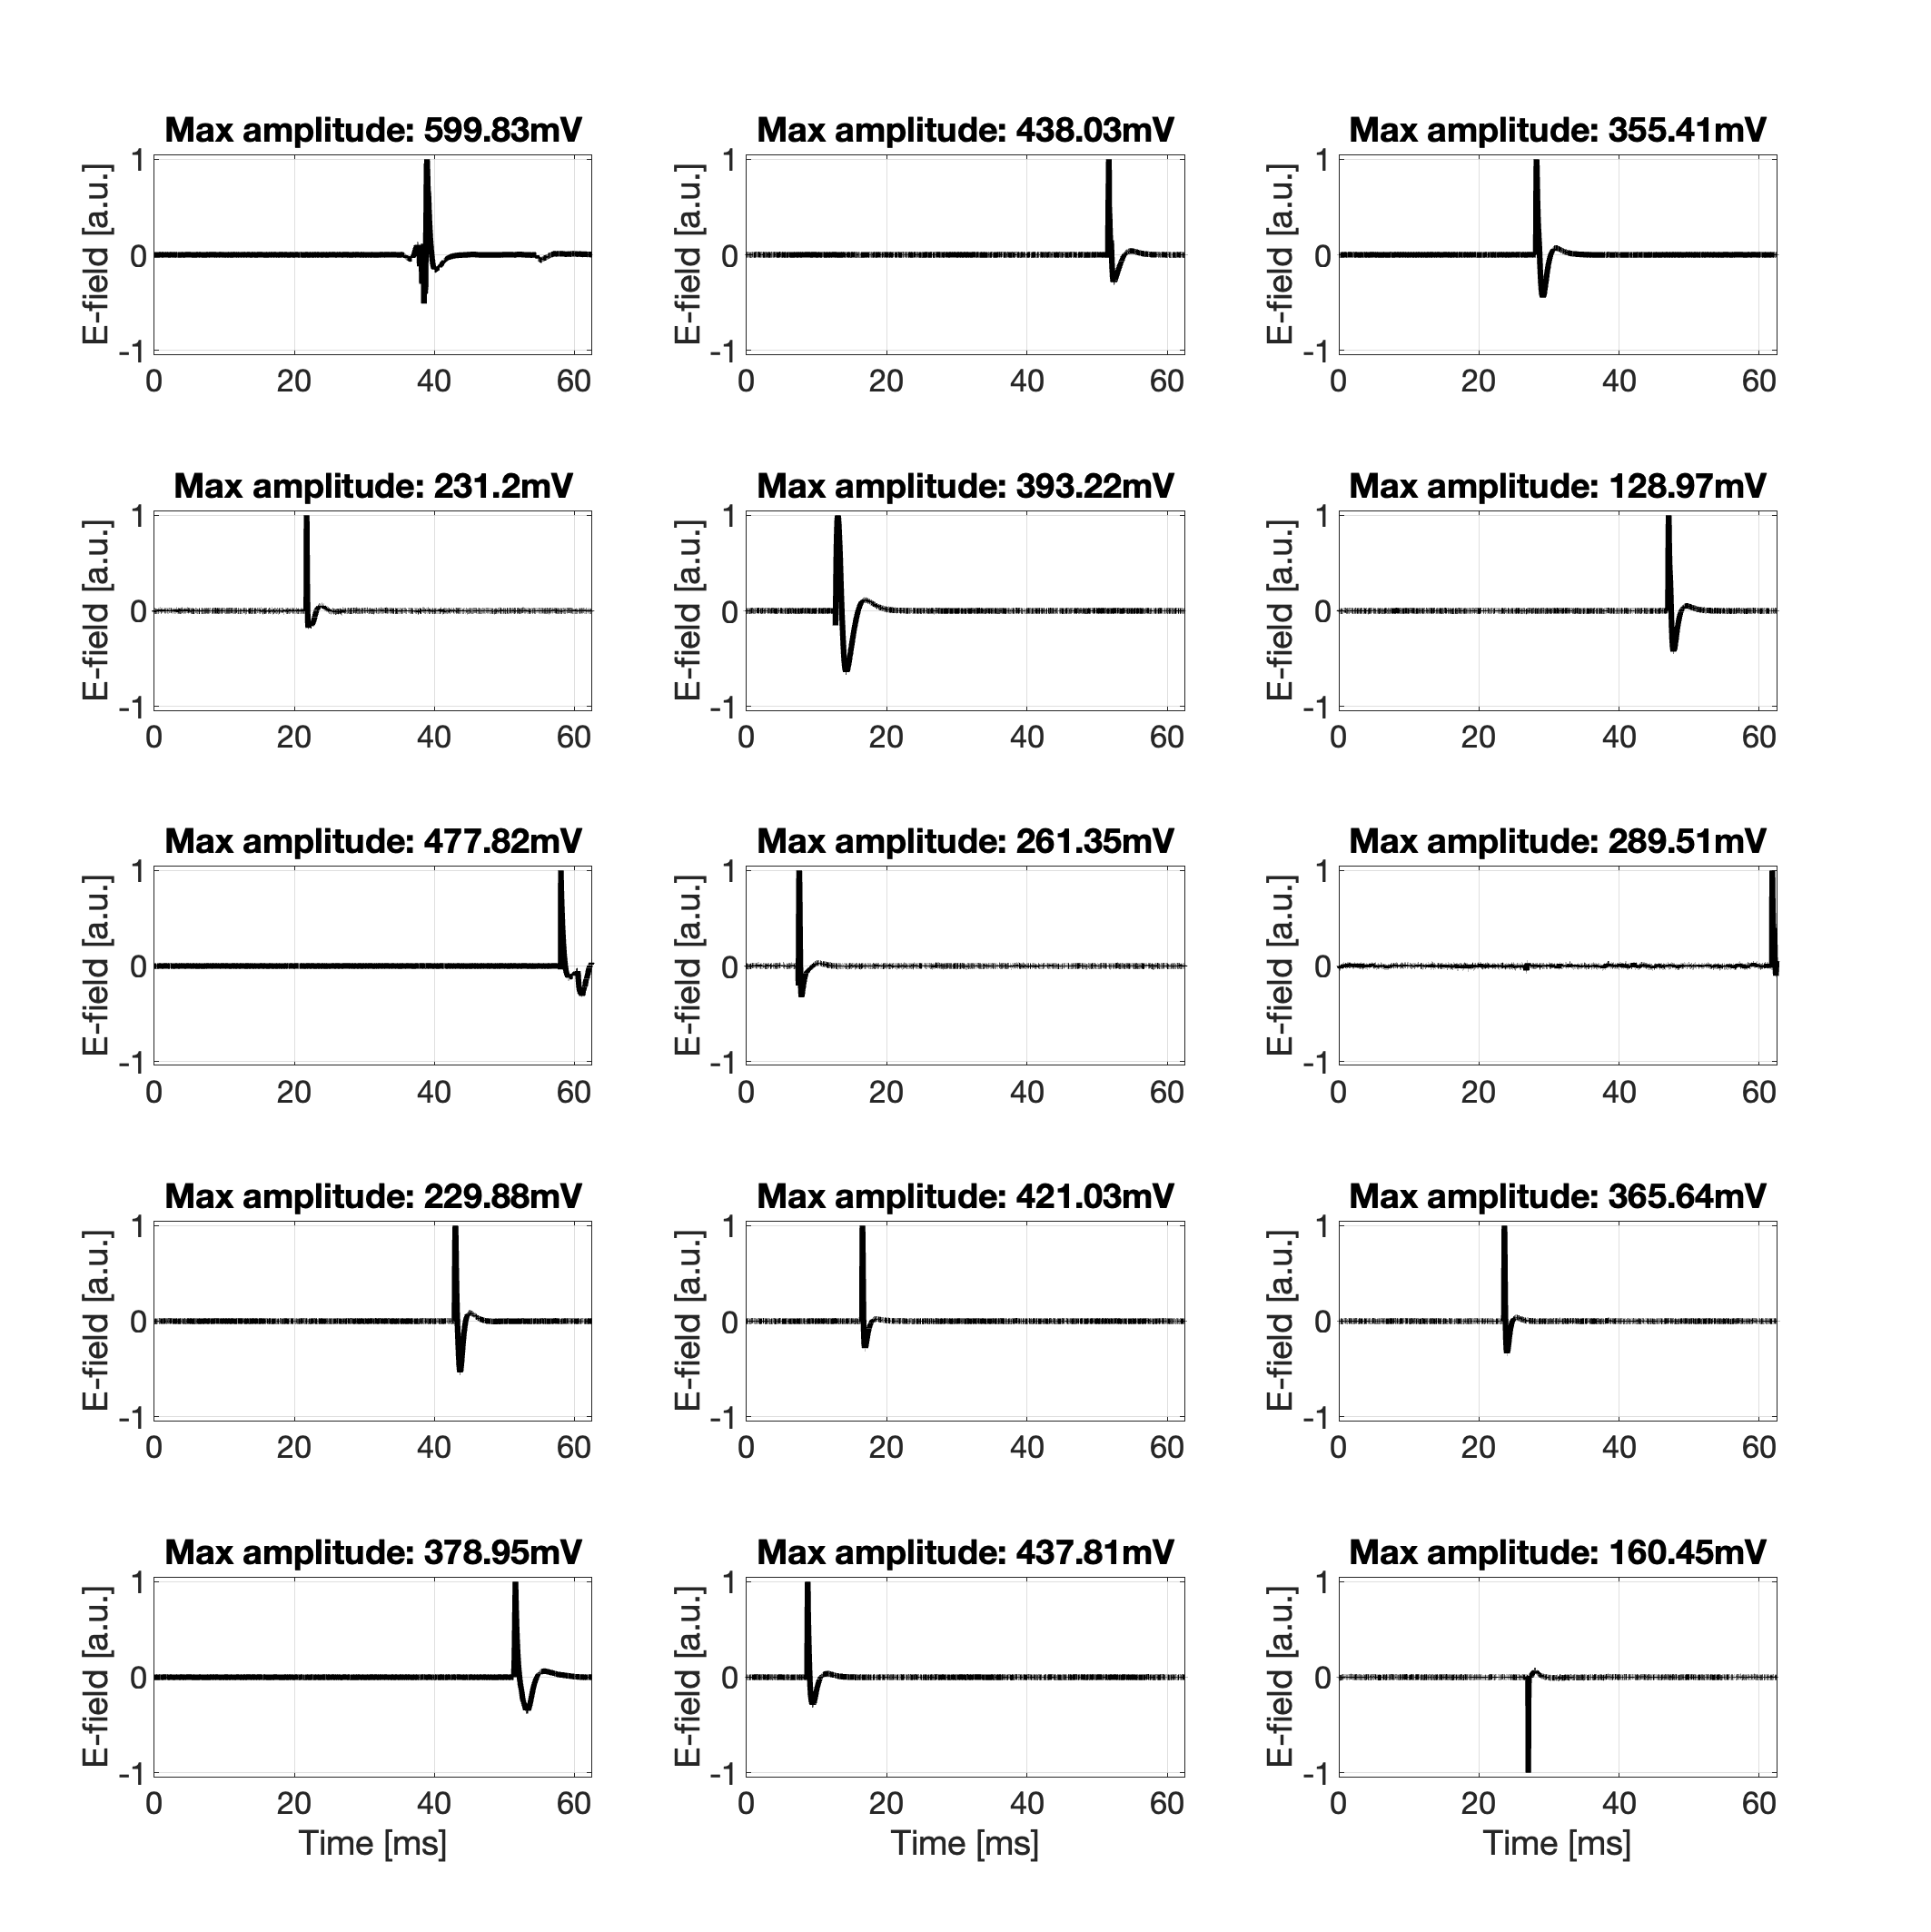 Max amplitude: 599.83mV
E-field [a.u.]
1
0
-1
0 20 40 60
Max amplitude: 438.03mV
E-field [a.u.]
1
0
-1
0 20 40 60
Max amplitude: 355.41mV
E-field [a.u.]
1
0
-1
0 20 40 60
Max amplitude: 231.2mV
E-field [a.u.]
1
0
-1
0 20 40 60
Max amplitude: 393.22mV
E-field [a.u.]
1
0
-1
0 20 40 60
Max amplitude: 128.97mV
E-field [a.u.]
1
0
-1
0 20 40 60
Max amplitude: 477.82mV
E-field [a.u.]
1
0
-1
0 20 40 60
Max amplitude: 261.35mV
E-field [a.u.]
1
0
-1
0 20 40 60
Max amplitude: 289.51mV
E-field [a.u.]
1
0
-1
0 20 40 60
Max amplitude: 229.88mV
E-field [a.u.]
1
0
-1
0 20 40 60
Max amplitude: 421.03mV
E-field [a.u.]
1
0
-1
0 20 40 60
Max amplitude: 365.64mV
E-field [a.u.]
1
0
-1
0 20 40 60
Max amplitude: 378.95mV
E-field [a.u.]
1
0
-1
0 20 40 60
Time [ms]
Max amplitude: 437.81mV
E-field [a.u.]
1
0
-1
0 20 40 60
Time [ms]
Max amplitude: 160.45mV
E-field [a.u.]
1
0
-1
0 20 40 60
Time [ms]